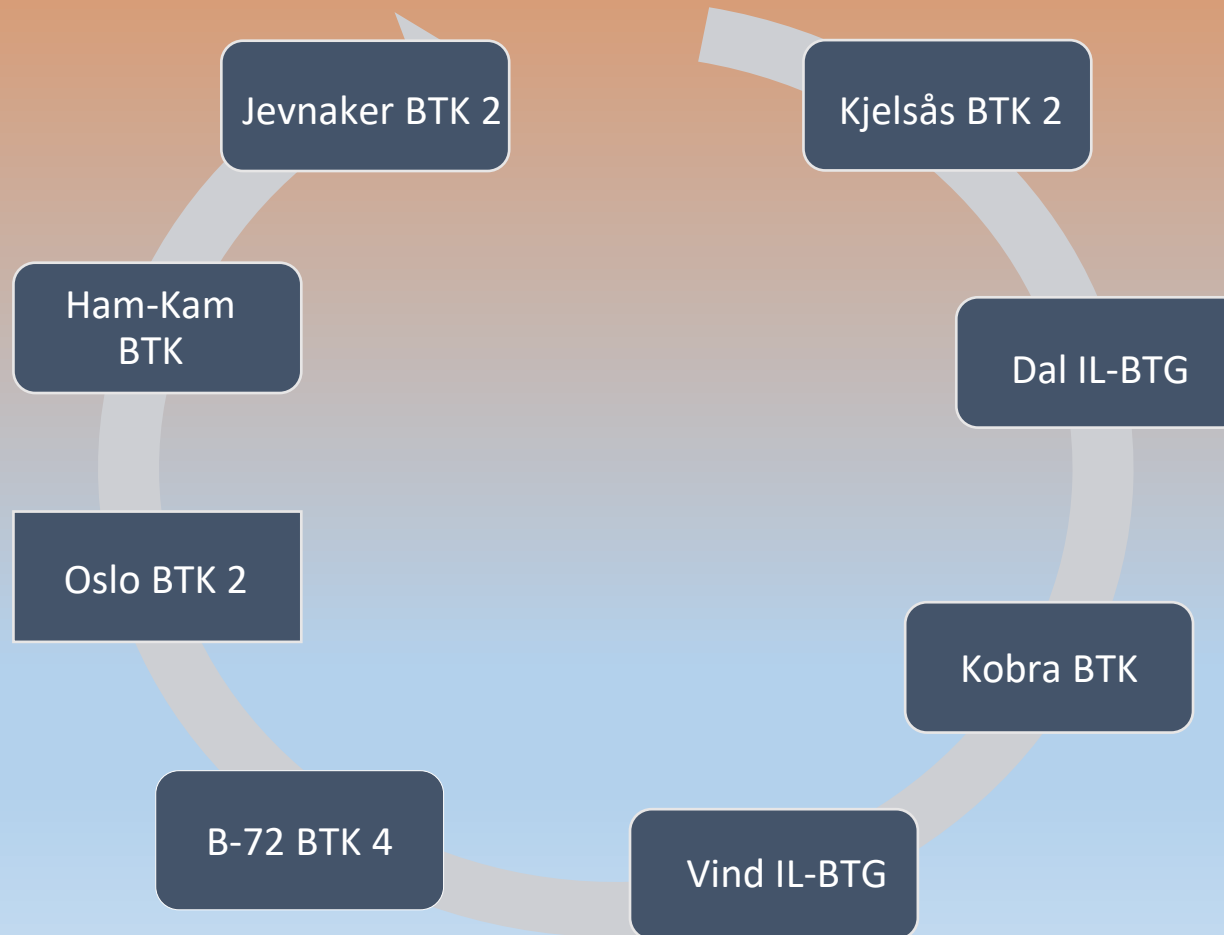 Jevnaker BTK 2
Kjelsås BTK 2
Ham-Kam
BTK
Dal IL-BTG
Oslo BTK 2
Kobra BTK
B-72 BTK 4
Vind IL-BTG